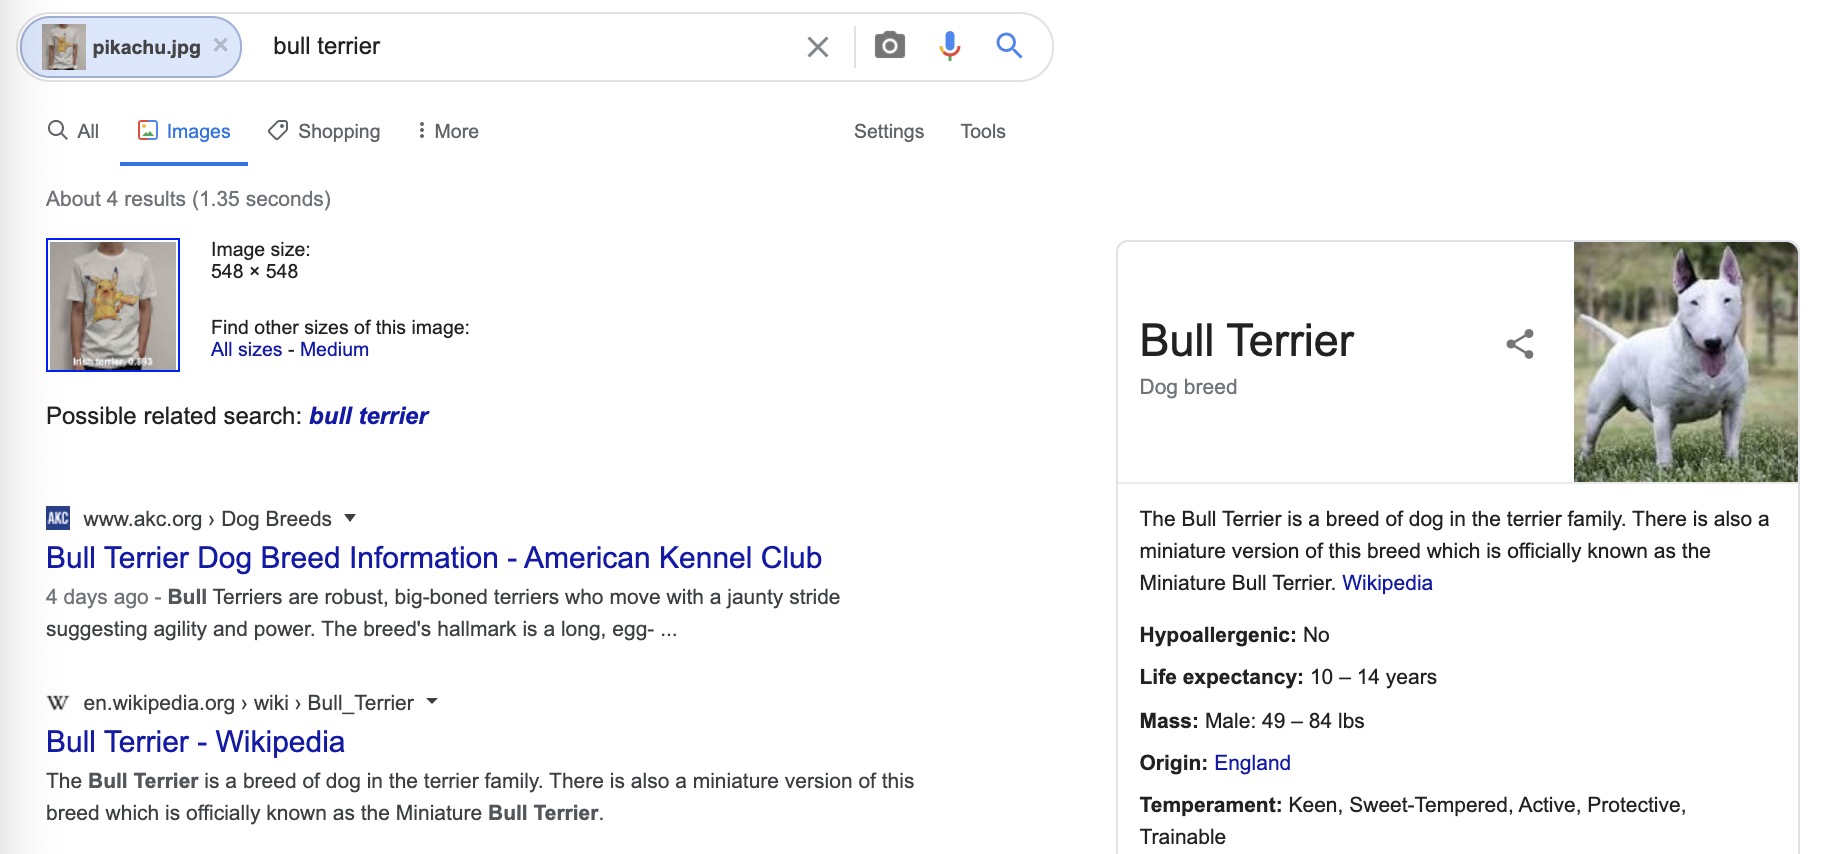 pikachu.jpg × bull terrier
All Images Shopping More Settings Tools
About 4 results (1.35 seconds)
Image size:
548 × 548
Find other sizes of this image:
All sizes - Medium
Irish terrier, 0.893
Possible related search: bull terrier
AKC www.akc.org › Dog Breeds
Bull Terrier Dog Breed Information - American Kennel Club
4 days ago - Bull Terriers are robust, big-boned terriers who move with a jaunty stride
suggesting agility and power. The breed's hallmark is a long, egg- ...
W en.wikipedia.org › wiki › Bull_Terrier
Bull Terrier - Wikipedia
The Bull Terrier is a breed of dog in the terrier family. There is also a miniature version of this
breed which is officially known as the Miniature Bull Terrier.
Bull Terrier
Dog breed
The Bull Terrier is a breed of dog in the terrier family. There is also a
miniature version of this breed which is officially known as the
Miniature Bull Terrier. Wikipedia
Hypoallergenic: No
Life expectancy: 10 – 14 years
Mass: Male: 49 – 84 lbs
Origin: England
Temperament: Keen, Sweet-Tempered, Active, Protective,
Trainable